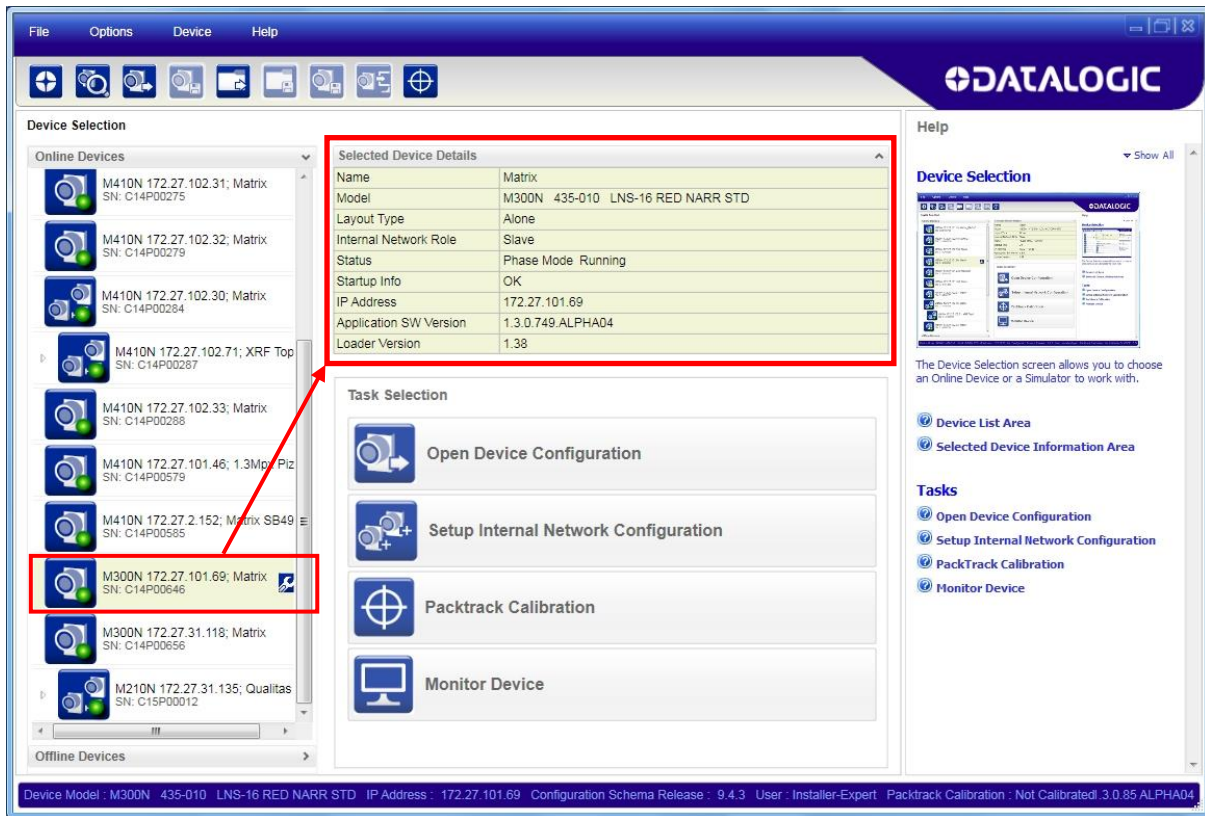 File Options Device Help
DATALOGIC
Device Selection
Online Devices
M410N 172.27.102.31; Matrix
SN: C14P00275
M410N 172.27.102.32; Matrix
SN: C14P00279
M410N 172.27.102.30; Matrix
SN: C14P00284
M410N 172.27.102.71; XRF Top
SN: C14P00287
M410N 172.27.102.33; Matrix
SN: C14P00288
M410N 172.27.101.46; 1.3Mpx Piz
SN: C14P00579
M410N 172.27.2.152; Matrix SB49
SN: C14P00585
M300N 172.27.101.69; Matrix
SN: C14P00646
M300N 172.27.31.118; Matrix
SN: C14P00656
M210N 172.27.31.135; Qualitas
SN: C15P00012
Offline Devices
Selected Device Details
Name Matrix
Model M300N 435-010 LNS-16 RED NARR STD
Layout Type Alone
Internal Network Role Slave
Status Phase Mode Running
Startup Info OK
IP Address 172.27.101.69
Application SW Version 1.3.0.749.ALPHA04
Loader Version 1.38
Task Selection
Open Device Configuration
Setup Internal Network Configuration
Packtrack Calibration
Monitor Device
Help
Show All
Device Selection
The Device Selection screen allows you to choose
an Online Device or a Simulator to work with.
Device List Area
Selected Device Information Area
Tasks
Open Device Configuration
Setup Internal Network Configuration
PackTrack Calibration
Monitor Device
Device Model : M300N 435-010 LNS-16 RED NARR STD IP Address : 172.27.101.69 Configuration Schema Release : 9.4.3 User : Installer-Expert Packtrack Calibration : Not Calibrated!.3.0.85 ALPHA04